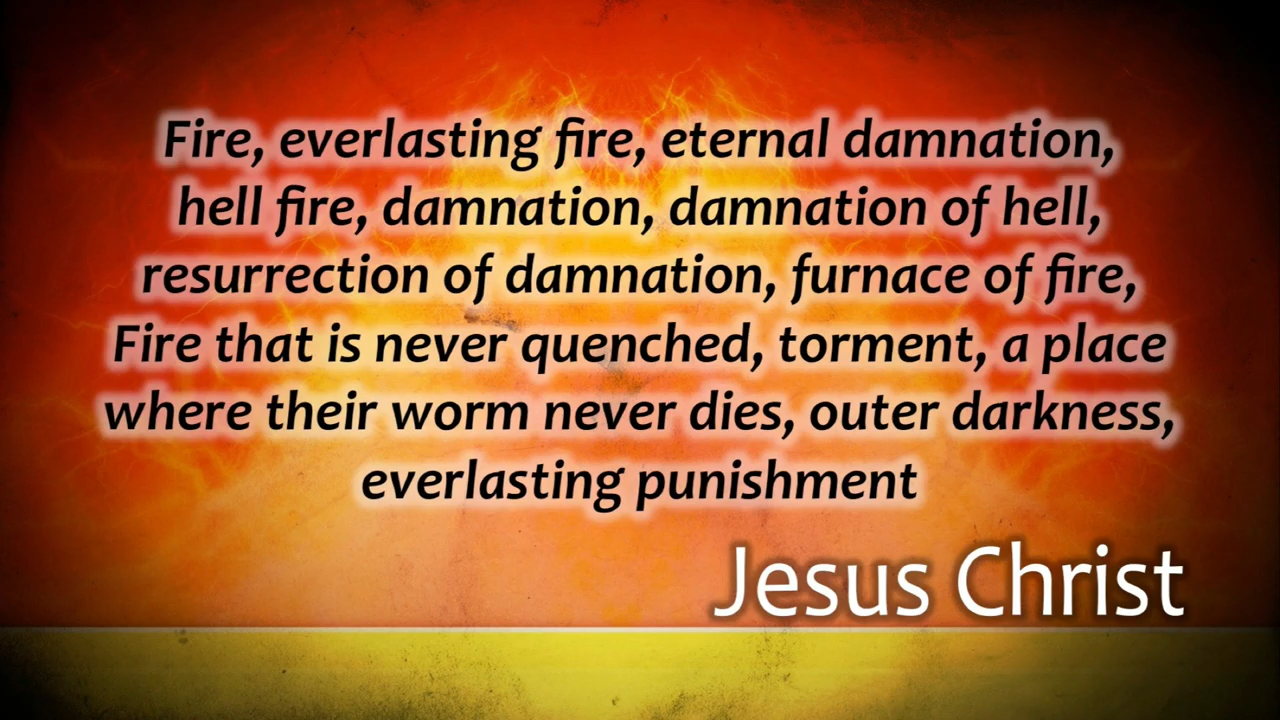 Fire, everlasting fire, eternal damnation,
hell fire, damnation, damnation of hell,
resurrection of damnation, furnace of fire,
Fire that is never quenched, torment, a place
where their worm never dies, outer darkness,
everlasting punishment
Jesus Christ